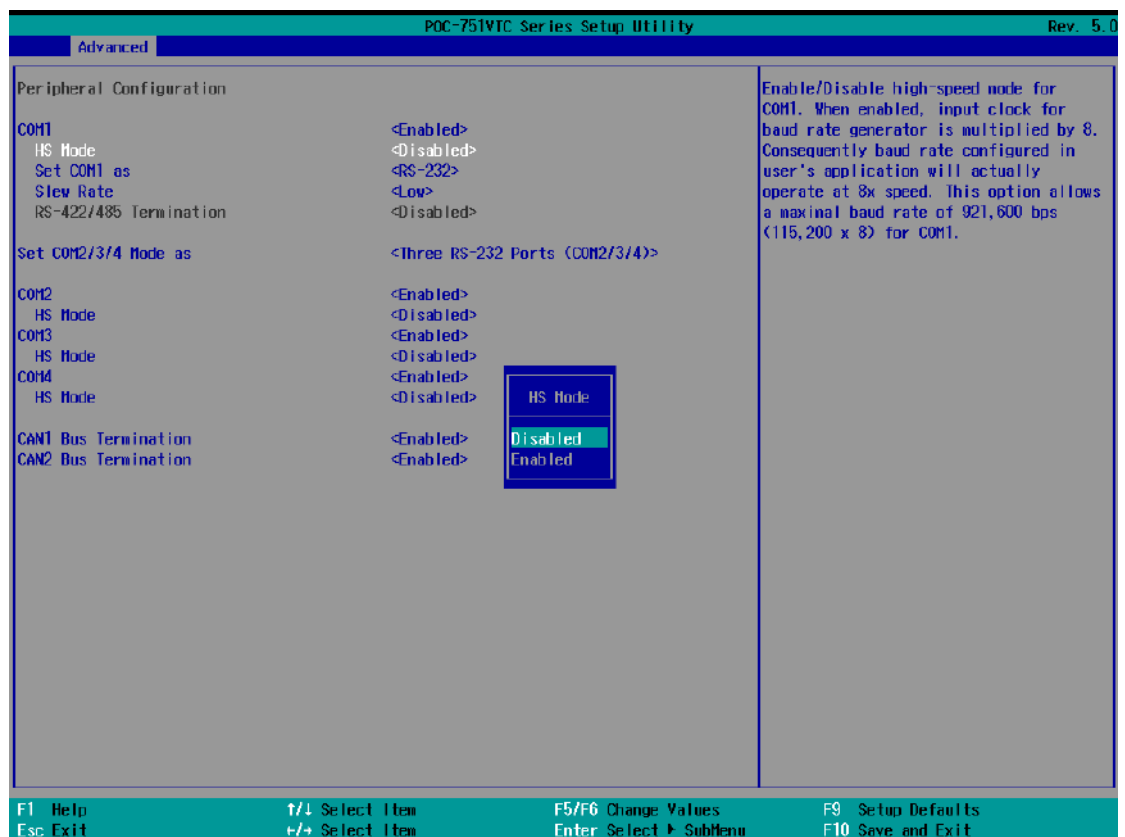 POC-751VTC Series Setup Utility Rev. 5.0
Advanced
Peripheral Configuration
COM1 <Enabled>
HS Mode <Disabled>
Set COM1 as <RS-232>
Slew Rate <Low>
RS-422/485 Termination <Disabled>
Set COM2/3/4 Mode as <Three RS-232 Ports (COM2/3/4)>
COM2 <Enabled>
HS Mode <Disabled>
COM3 <Enabled>
HS Mode <Disabled>
COM4 <Enabled>
HS Mode <Disabled>
CAN1 Bus Termination <Enabled>
CAN2 Bus Termination <Enabled>
HS Mode
Disabled
Enabled
Enable/Disable high-speed mode for
COM1. When enabled, input clock for
baud rate generator is multiplied by 8.
Consequently baud rate configured in
user's application will actually
operate at 8x speed. This option allows
a maximal baud rate of 921,600 bps
(115,200 x 8) for COM1.
F1 Help ↑/↓ Select Item F5/F6 Change Values F9 Setup Defaults
Esc Exit ←/→ Select Item Enter Select ▶ SubMenu F10 Save and Exit